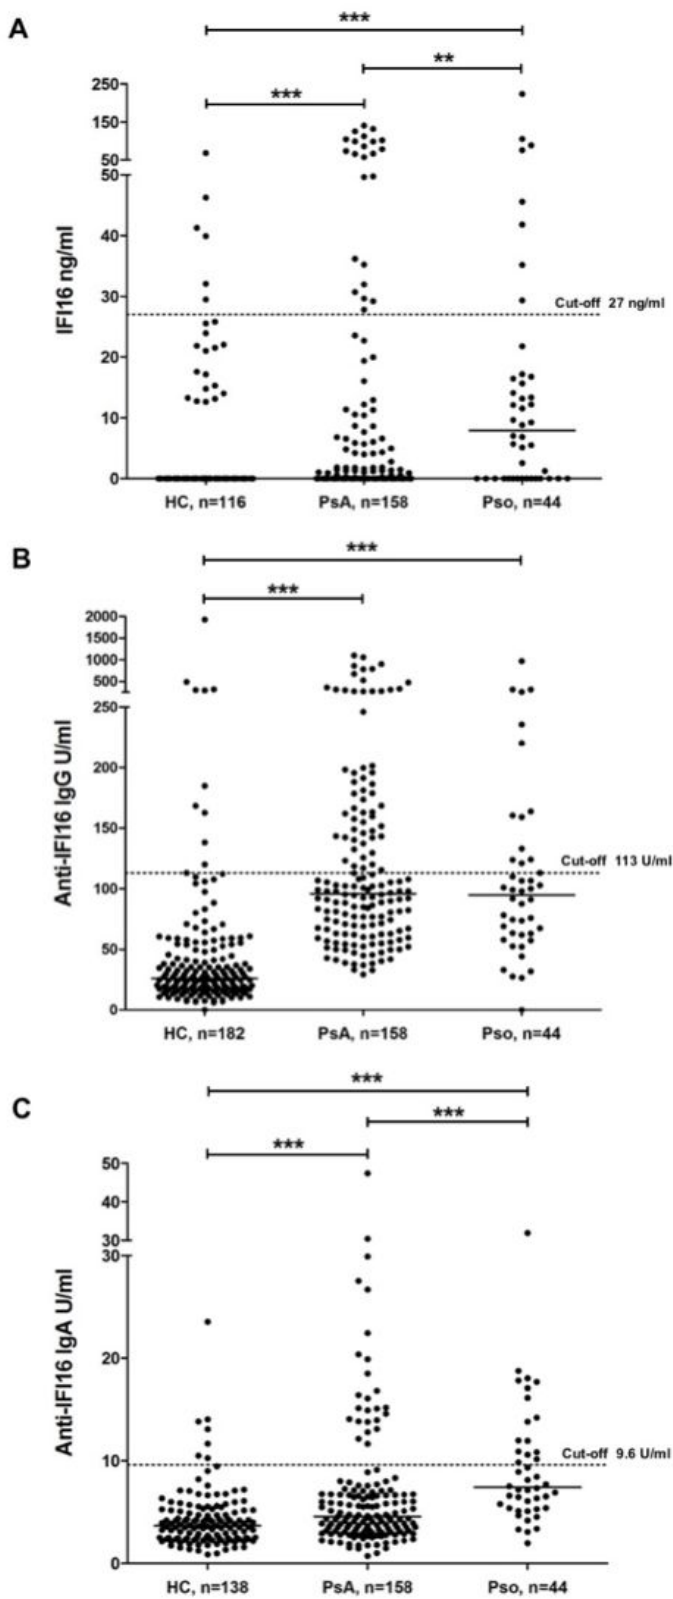 A
***
**
***
250
150
50
50
40
30
20
10
0
IFI16 ng/ml
Cut-off 27 ng/ml
HC, n=116 PsA, n=158 Pso, n=44
B
***
***
2000
1500
1000
500
250
200
150
100
50
0
Anti-IFI16 IgG U/ml
Cut-off 113 U/ml
HC, n=182 PsA, n=158 Pso, n=44
C
***
***
***
50
40
30
30
20
10
0
Anti-IFI16 IgA U/ml
Cut-off 9.6 U/ml
HC, n=138 PsA, n=158 Pso, n=44